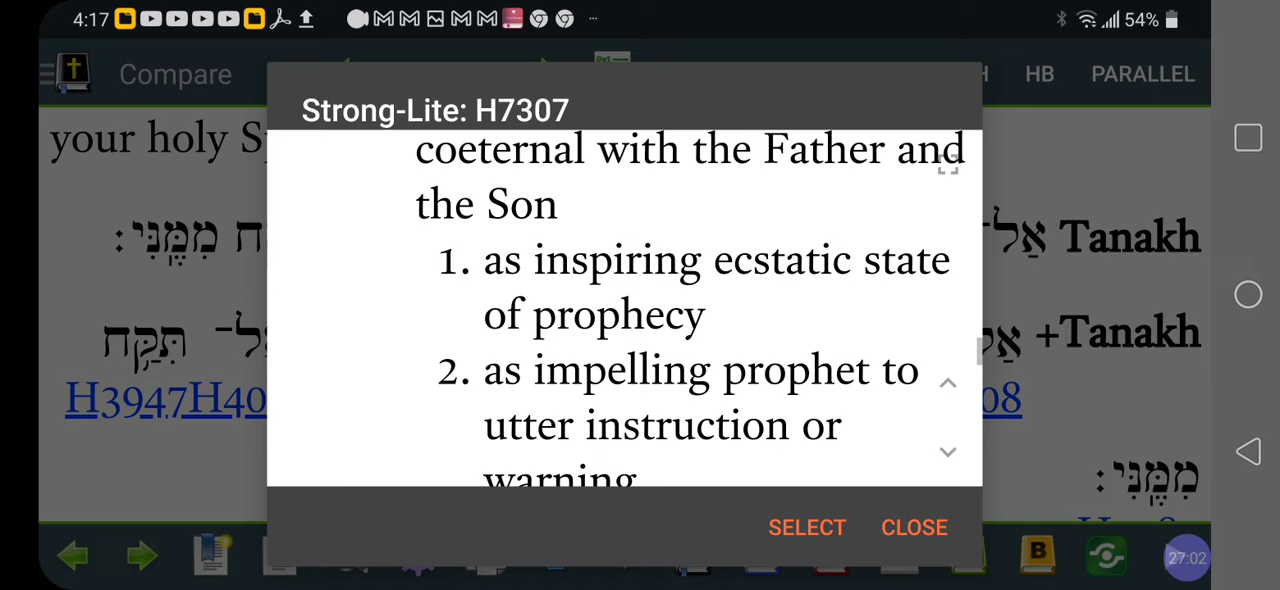 4:17 ... 54%
Compare HB PARALLEL
Strong-Lite: H7307
your holy
coeternal with the Father and
the Son
1. as inspiring ecstatic state
of prophecy
2. as impelling prophet to
utter instruction or
warning
Tanakh אַל־ מִמֶּֽנִּי׃
+Tanakh תִּקַּ֥ח
H3947H40 08
מִמֶּֽנִּי׃
SELECT CLOSE
B
27:02